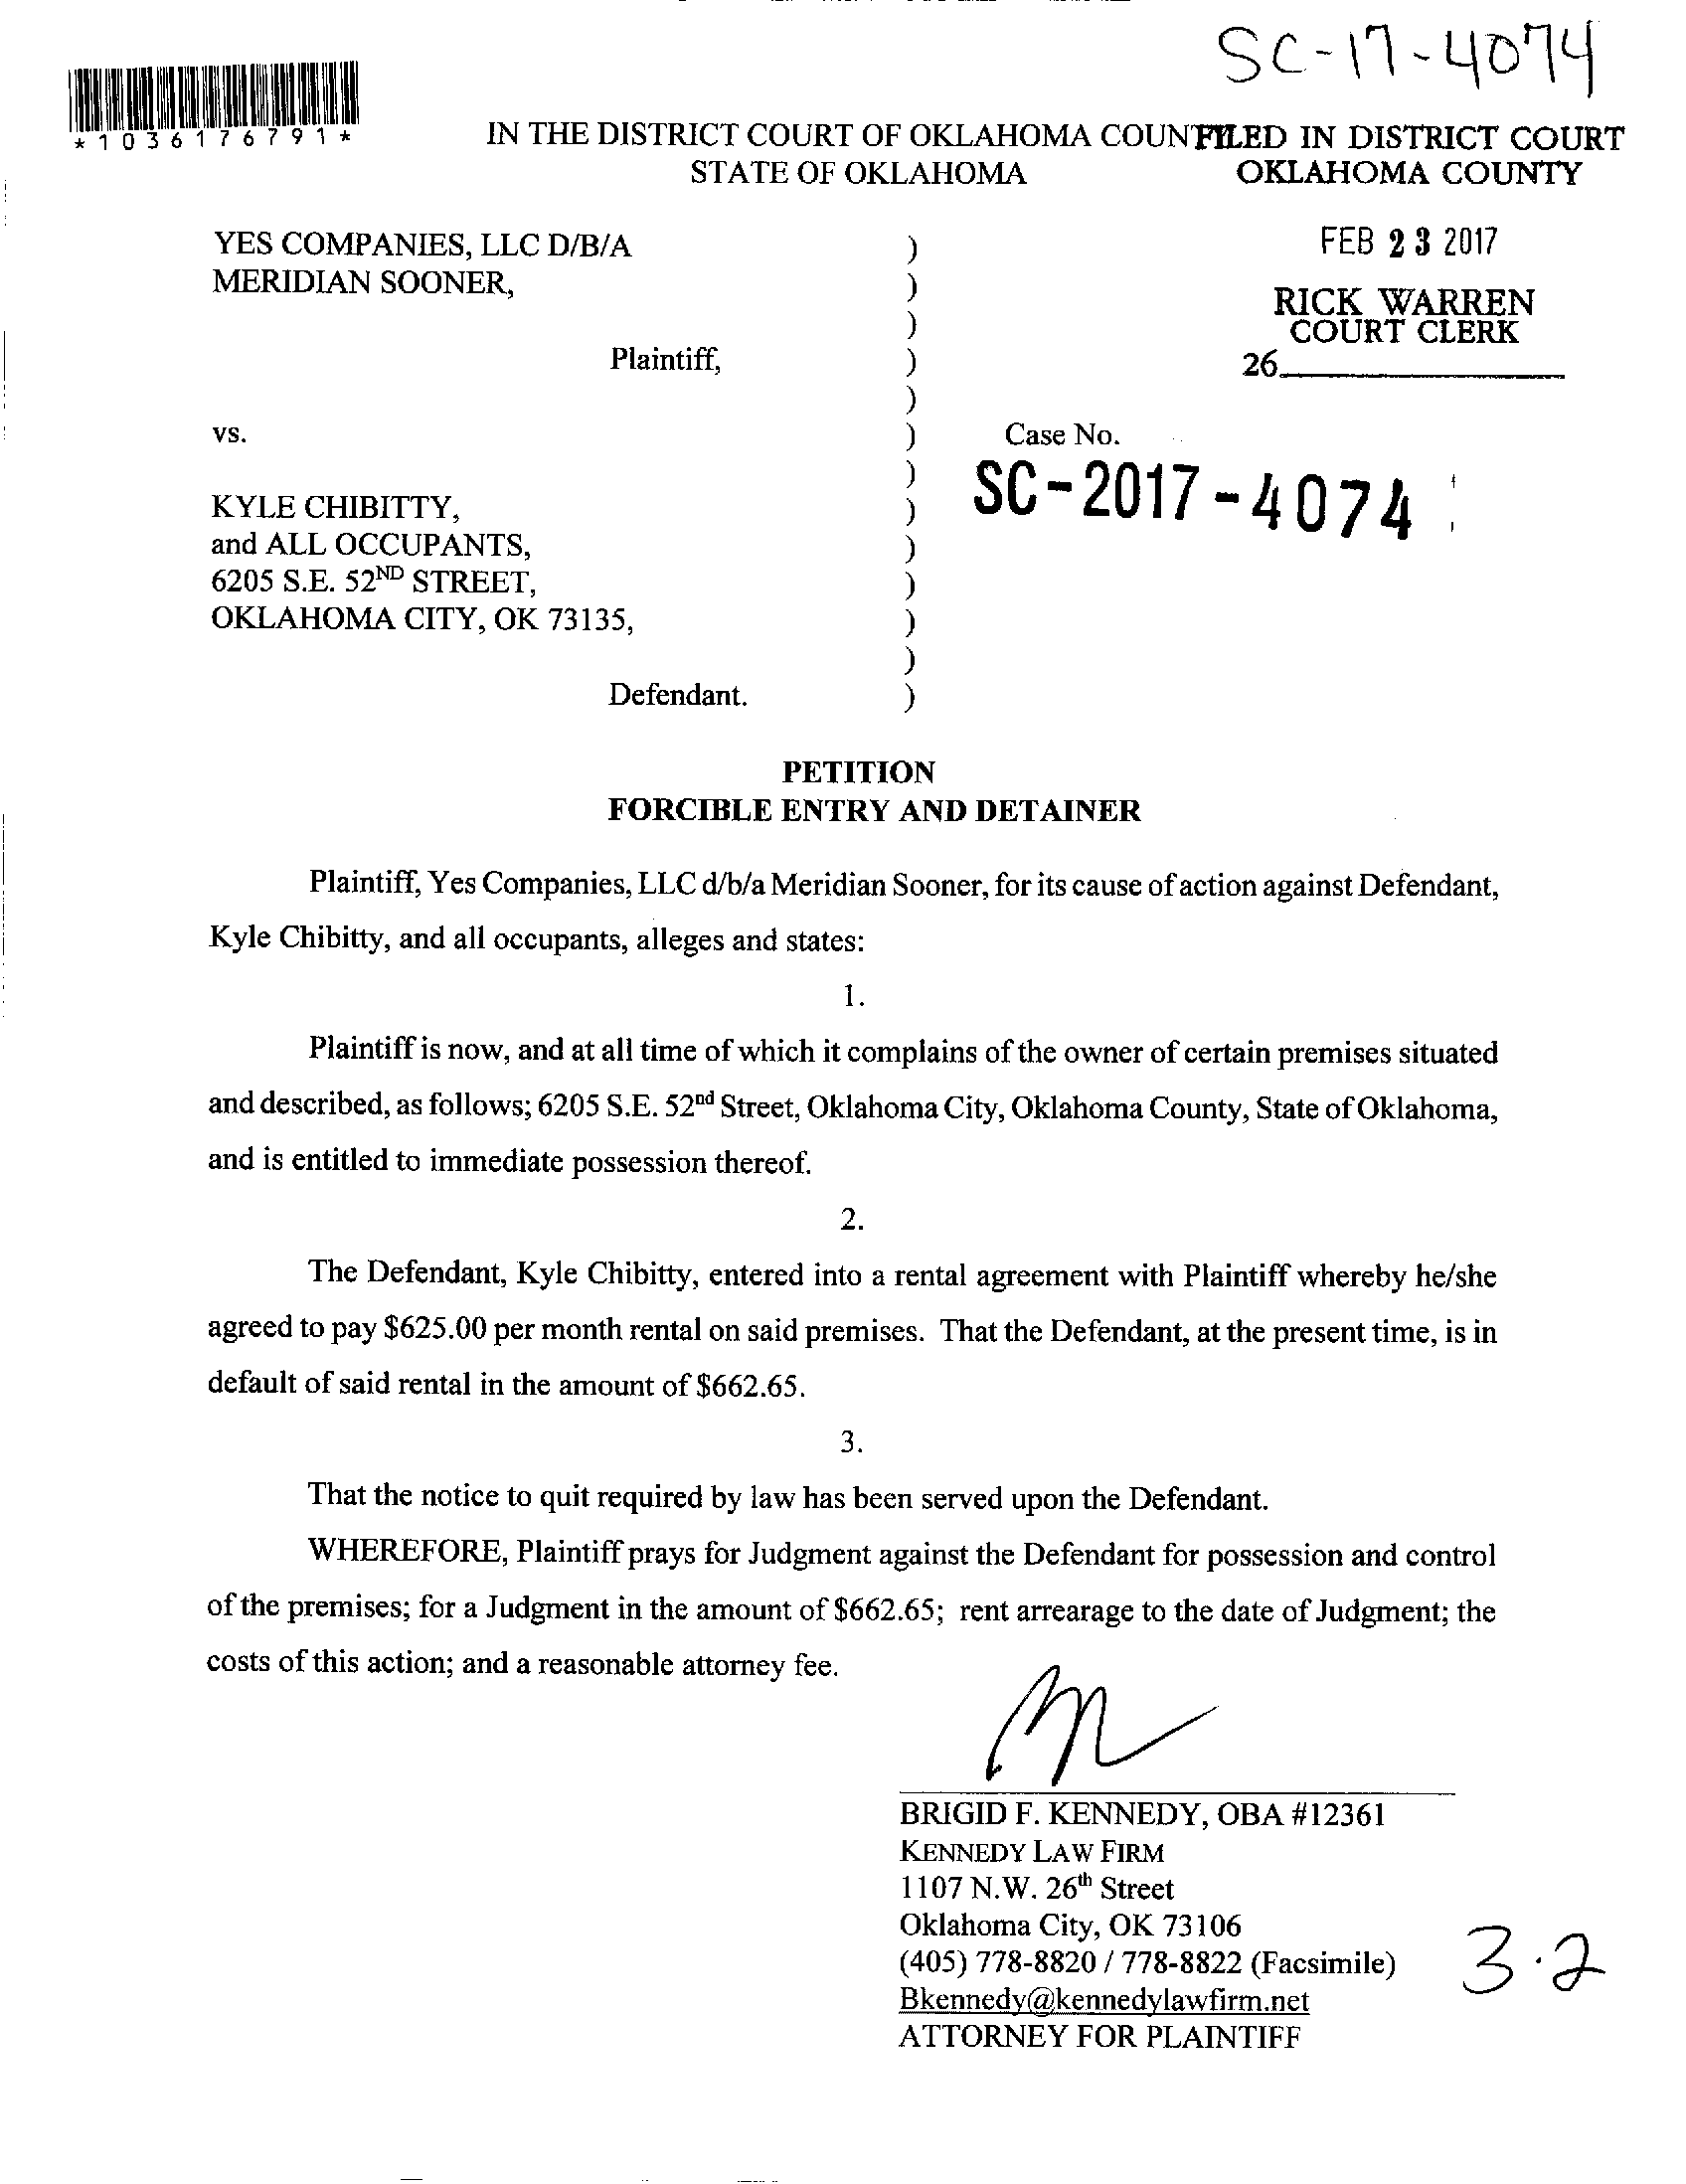 SC-17-4074
*1036176791*
IN THE DISTRICT COURT OF OKLAHOMA COUNTY
STATE OF OKLAHOMA
FILED IN DISTRICT COURT
OKLAHOMA COUNTY
FEB 23 2017
RICK WARREN
COURT CLERK
26
YES COMPANIES, LLC D/B/A )
MERIDIAN SOONER, )
)
Plaintiff, )
)
vs. ) Case No.
) SC-2017-4074
KYLE CHIBITTY, )
and ALL OCCUPANTS, )
6205 S.E. 52ND STREET, )
OKLAHOMA CITY, OK 73135, )
)
Defendant. )
PETITION
FORCIBLE ENTRY AND DETAINER
Plaintiff, Yes Companies, LLC d/b/a Meridian Sooner, for its cause of action against Defendant,
Kyle Chibitty, and all occupants, alleges and states:
1.
Plaintiff is now, and at all time of which it complains of the owner of certain premises situated
and described, as follows; 6205 S.E. 52nd Street, Oklahoma City, Oklahoma County, State of Oklahoma,
and is entitled to immediate possession thereof.
2.
The Defendant, Kyle Chibitty, entered into a rental agreement with Plaintiff whereby he/she
agreed to pay $625.00 per month rental on said premises. That the Defendant, at the present time, is in
default of said rental in the amount of $662.65.
3.
That the notice to quit required by law has been served upon the Defendant.
WHEREFORE, Plaintiff prays for Judgment against the Defendant for possession and control
of the premises; for a Judgment in the amount of $662.65; rent arrearage to the date of Judgment; the
costs of this action; and a reasonable attorney fee.
BRIGID F. KENNEDY, OBA #12361
KENNEDY LAW FIRM
1107 N.W. 26th Street
Oklahoma City, OK 73106
(405) 778-8820 / 778-8822 (Facsimile)
Bkennedy@kennedylawfirm.net
ATTORNEY FOR PLAINTIFF
3.2